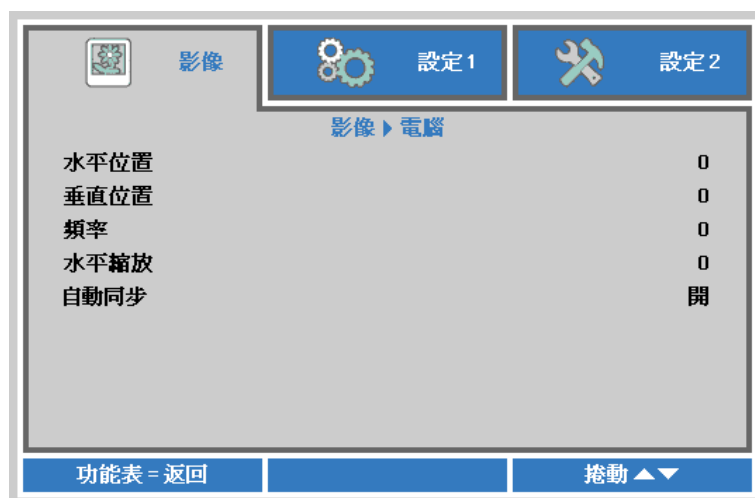 影像 設定1 設定2
影像 ▶ 電腦
水平位置 0
垂直位置 0
頻率 0
水平縮放 0
自動同步 開
功能表 = 返回 捲動 ▲▼